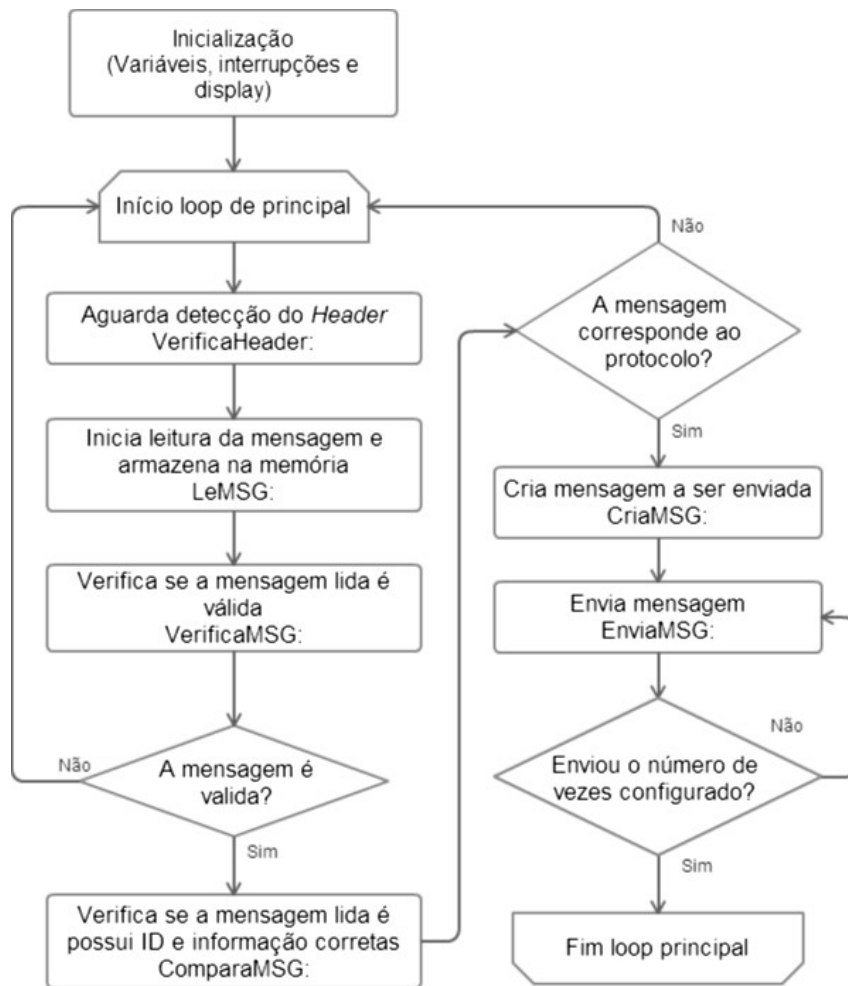 Inicialização
(Variáveis, interrupções e
display)
Início loop de principal
Aguarda detecção do Header
VerificaHeader:
Inicia leitura da mensagem e
armazena na memória
LeMSG:
Verifica se a mensagem lida é
válida
VerificaMSG:
Não
A mensagem é
valida?
Sim
Verifica se a mensagem lida é
possui ID e informação corretas
ComparaMSG:
Não
A mensagem
corresponde ao
protocolo?
Sim
Cria mensagem a ser enviada
CriaMSG:
Envia mensagem
EnviaMSG:
Não
Enviou o número de
vezes configurado?
Sim
Fim loop principal